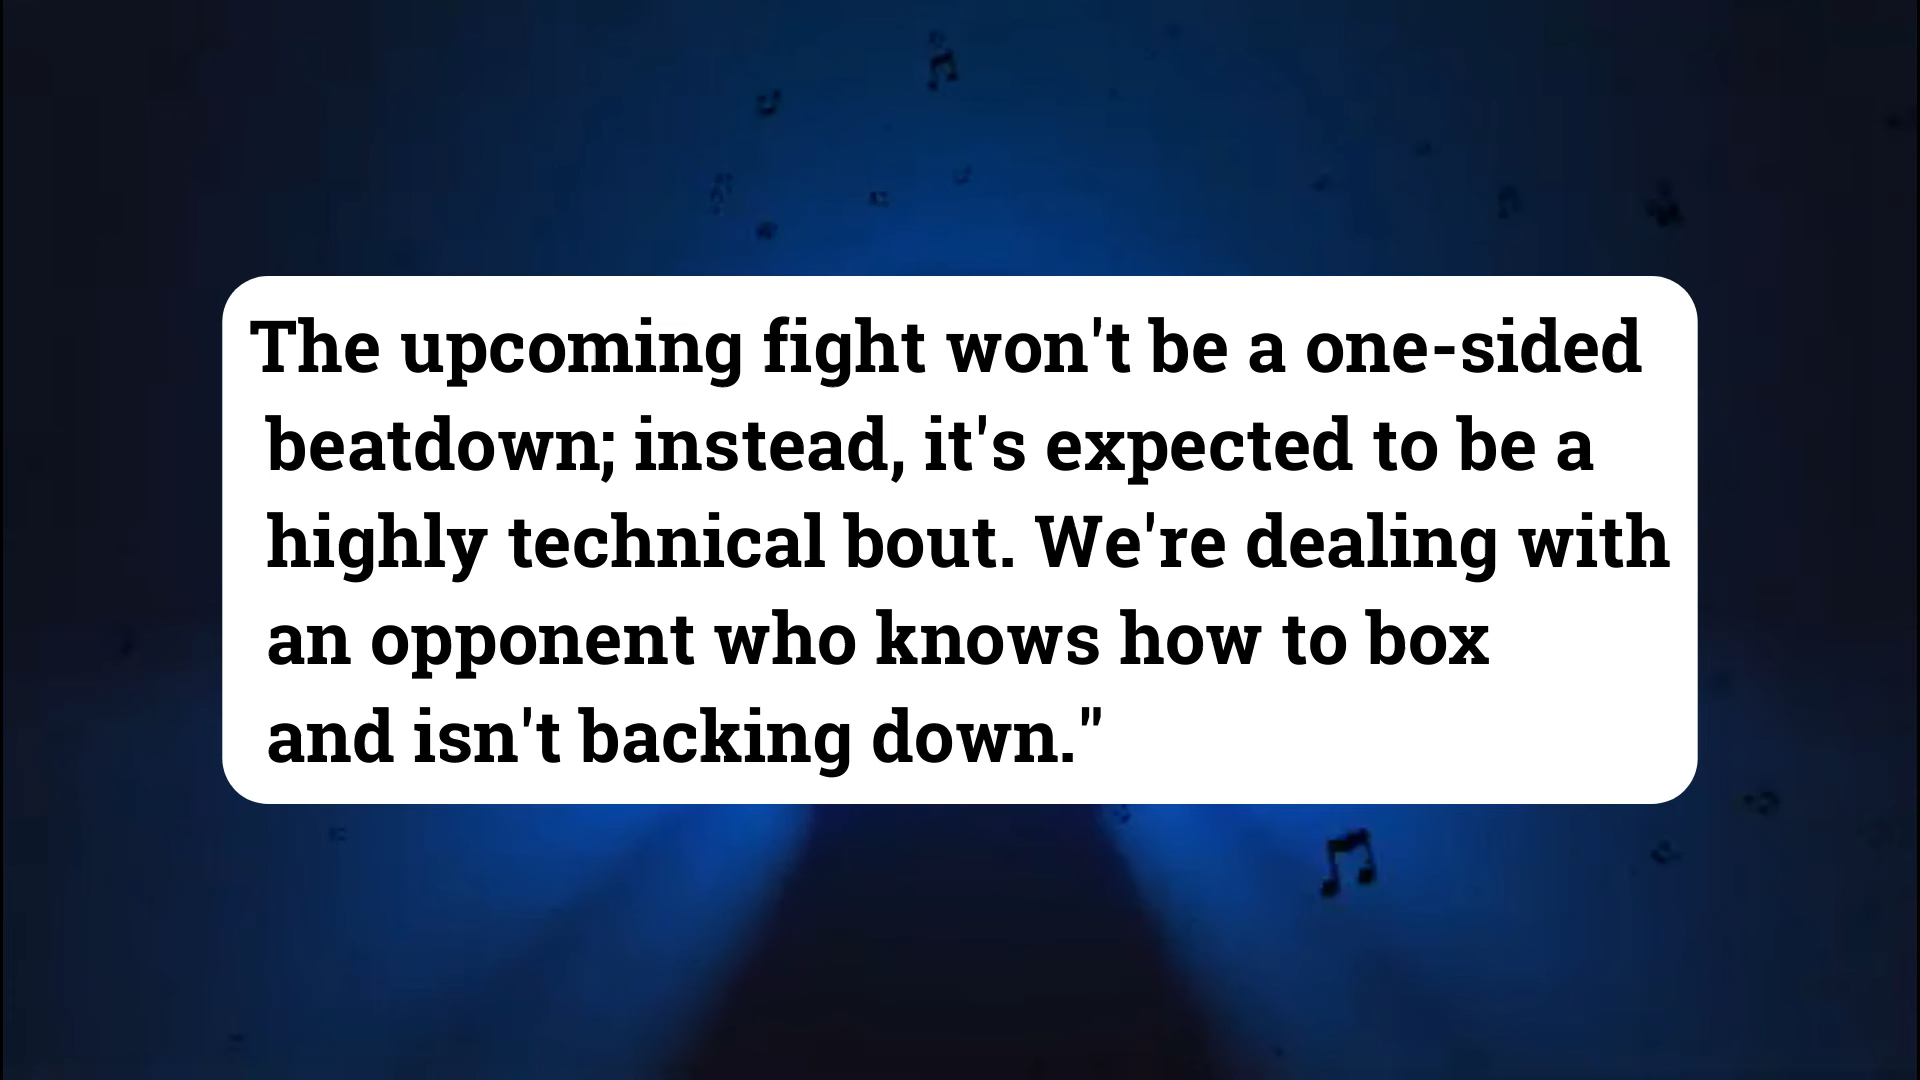 The upcoming fight won't be a one-sided
beatdown; instead, it's expected to be a
highly technical bout. We're dealing with
an opponent who knows how to box
and isn't backing down."